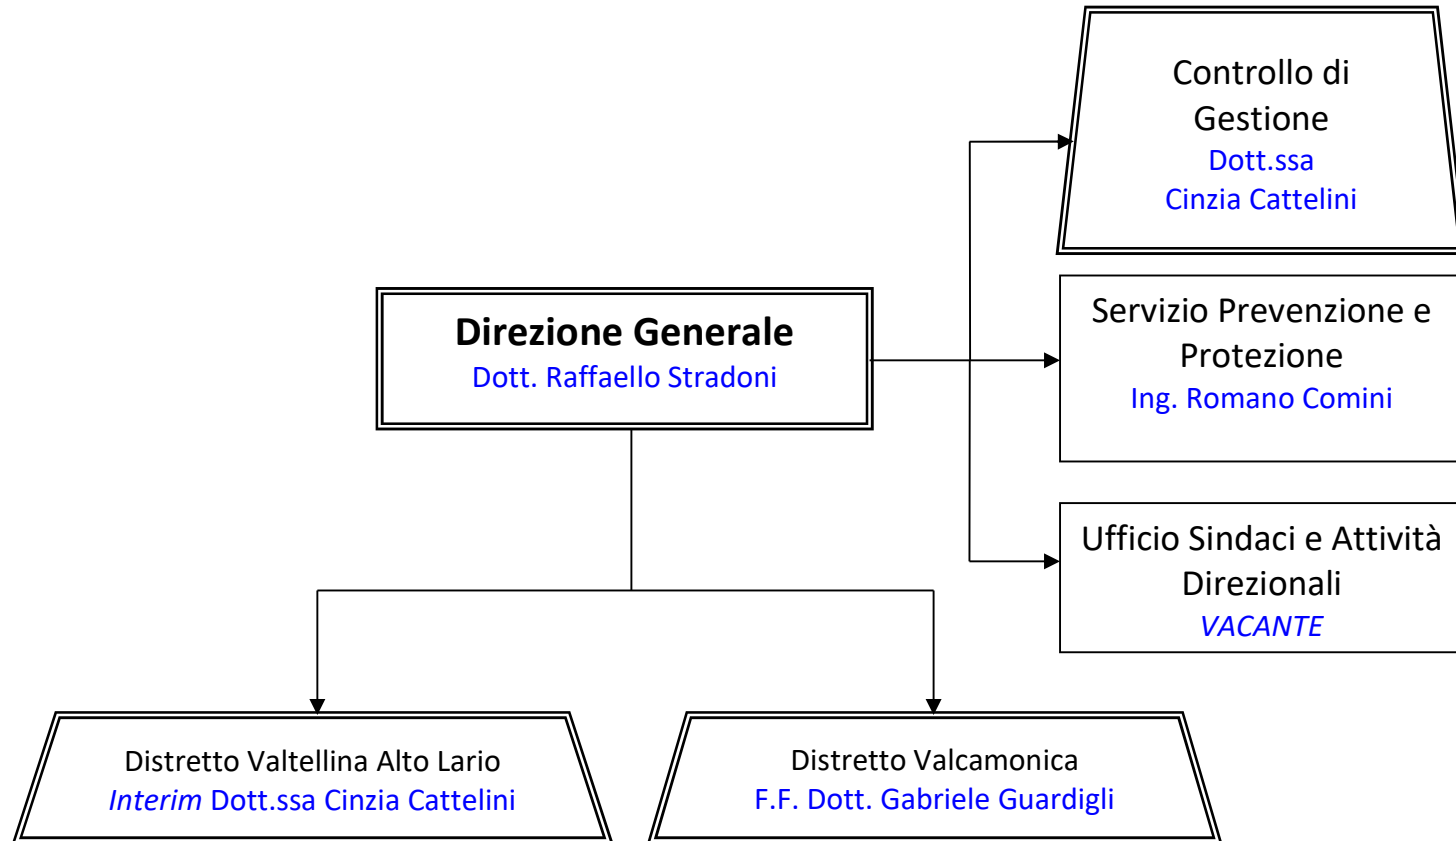 Controllo di
Gestione
Dott.ssa
Cinzia Cattelini
Direzione Generale
Dott. Raffaello Stradoni
Servizio Prevenzione e
Protezione
Ing. Romano Comini
Ufficio Sindaci e Attività
Direzionali
VACANTE
Distretto Valtellina Alto Lario
Interim Dott.ssa Cinzia Cattelini
Distretto Valcamonica
F.F. Dott. Gabriele Guardigli